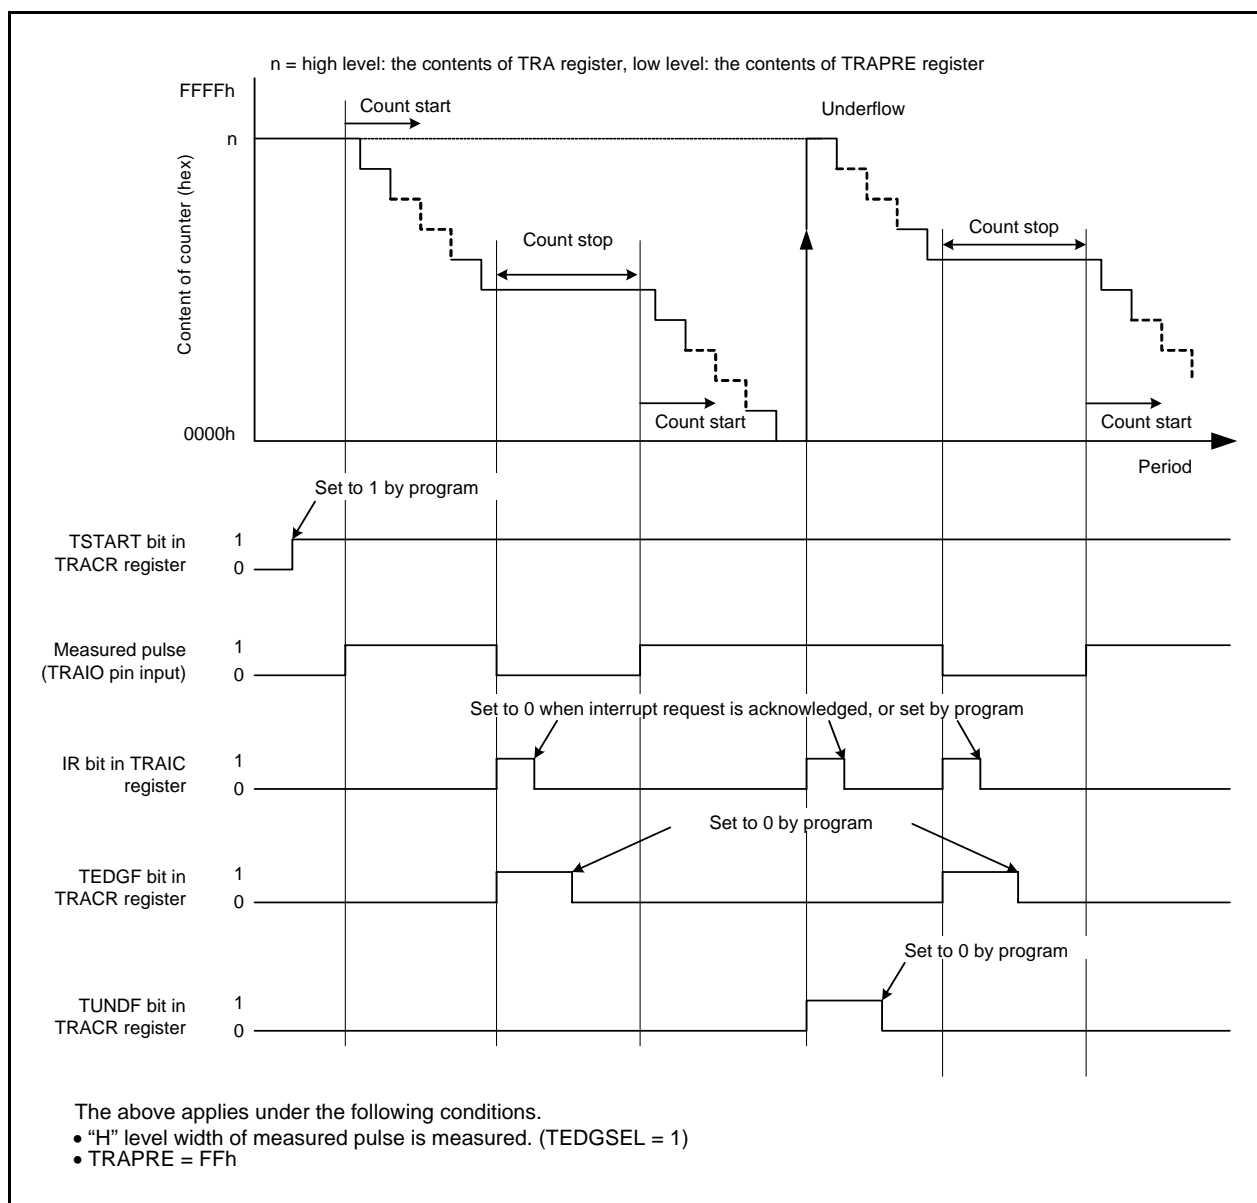 n = high level: the contents of TRA register, low level: the contents of TRAPRE register
FFFFh
Count start
Underflow
n
Content of counter (hex)
Count stop
Count stop
Count start
Count start
0000h
Period
Set to 1 by program
TSTART bit in
TRACR register
1
0
Measured pulse
(TRAIO pin input)
1
0
Set to 0 when interrupt request is acknowledged, or set by program
IR bit in TRAIC
register
1
0
Set to 0 by program
TEDGF bit in
TRACR register
1
0
Set to 0 by program
TUNDF bit in
TRACR register
1
0
The above applies under the following conditions.
• “H” level width of measured pulse is measured. (TEDGSEL = 1)
• TRAPRE = FFh